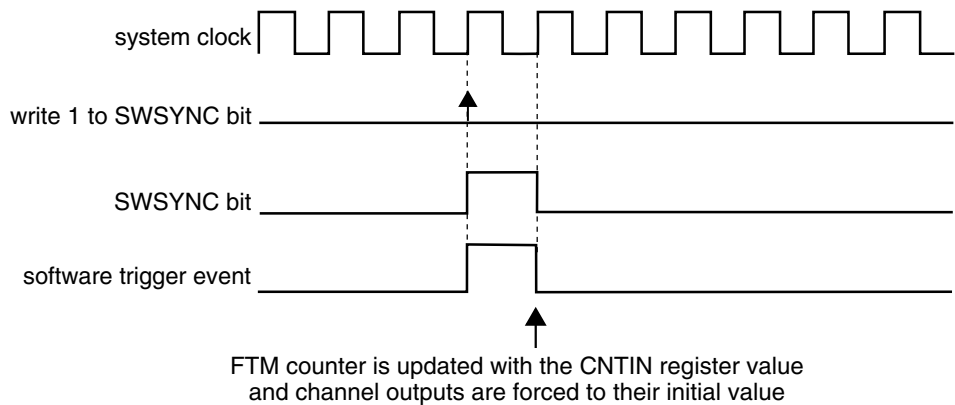 system clock
write 1 to SWSYNC bit
SWSYNC bit
software trigger event
FTM counter is updated with the CNTIN register value
and channel outputs are forced to their initial value